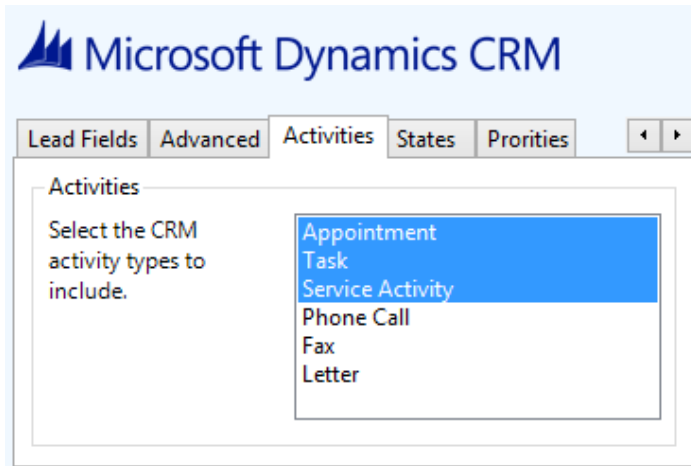 Microsoft Dynamics CRM
Lead Fields Advanced Activities States Prorities
Activities
Select the CRM
activity types to
include.
Appointment
Task
Service Activity
Phone Call
Fax
Letter